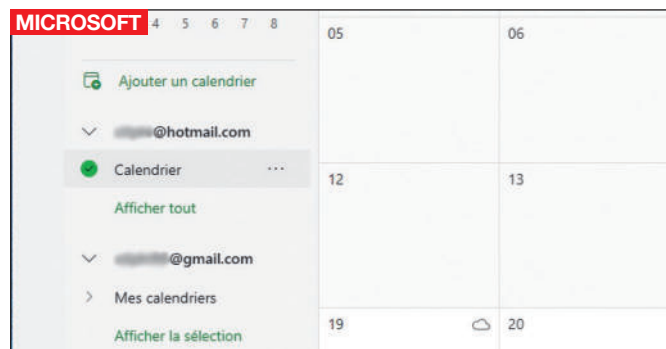 MICROSOFT
4 5 6 7 8
Ajouter un calendrier
@hotmail.com
Calendrier ...
Afficher tout
@gmail.com
Mes calendriers
Afficher la sélection
05 06
12 13
19 20